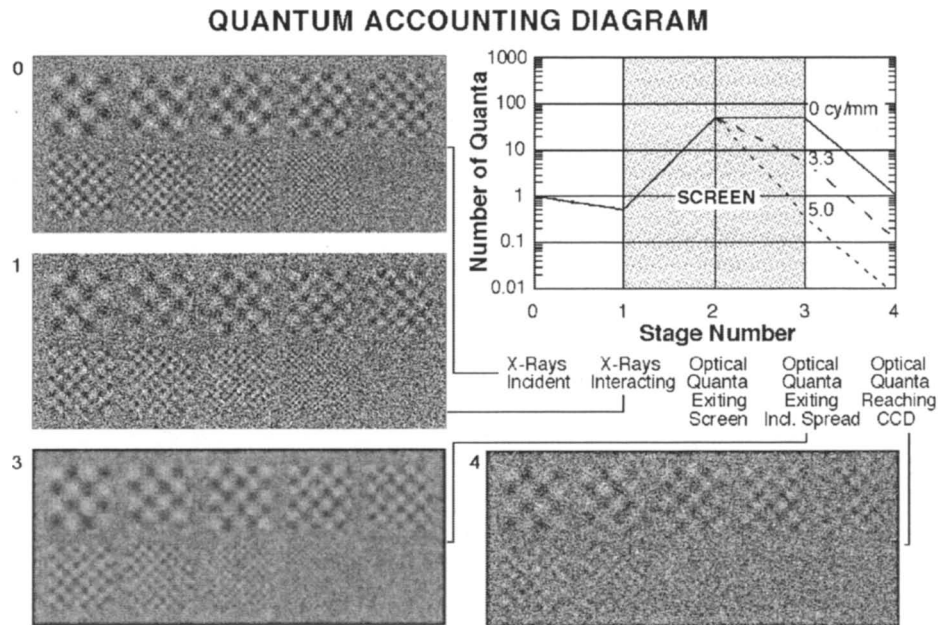 QUANTUM ACCOUNTING DIAGRAM
0
1
3
4
Number of Quanta
1000
100
10
1
0.1
0.01
0 cy/mm
3.3
5.0
SCREEN
0 1 2 3 4
Stage Number
X-Rays
Incident
X-Rays
Interacting
Optical
Quanta
Exiting
Screen
Optical
Quanta
Exiting
Incl. Spread
Optical
Quanta
Reaching
CCD